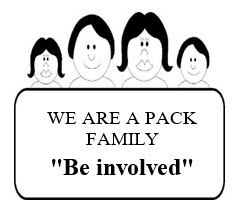 WE ARE A PACK
FAMILY
"Be involved"